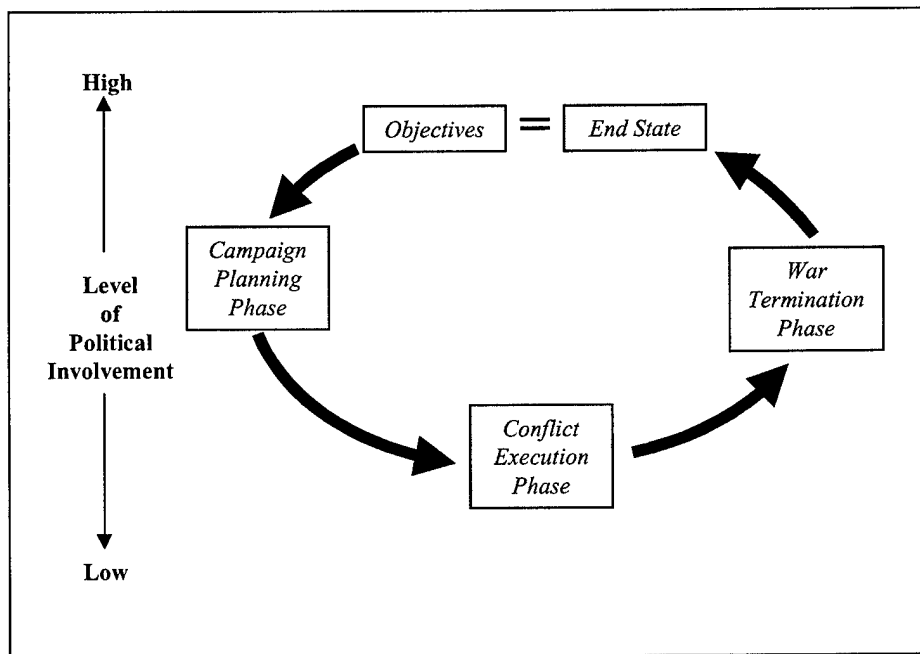 High
Objectives = End State
Campaign
Planning
Phase
War
Termination
Phase
Level
of
Political
Involvement
Conflict
Execution
Phase
Low